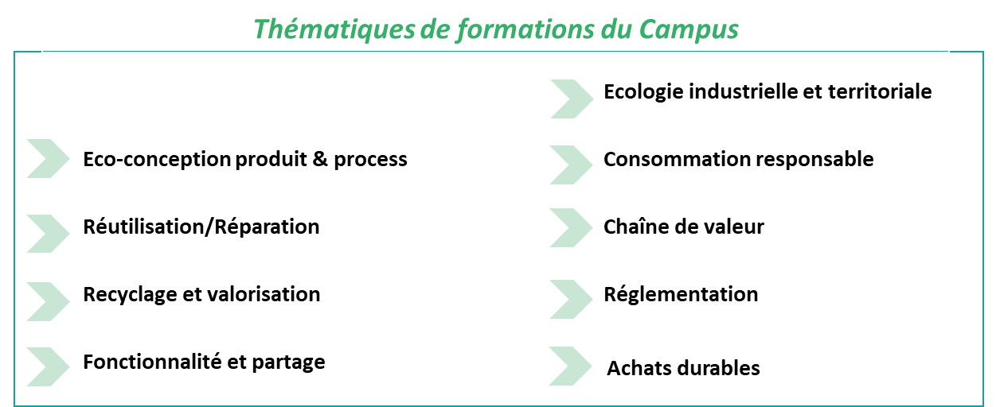 Thématiques de formations du Campus
Eco-conception produit & process
Réutilisation/Réparation
Recyclage et valorisation
Fonctionnalité et partage
Ecologie industrielle et territoriale
Consommation responsable
Chaîne de valeur
Réglementation
Achats durables